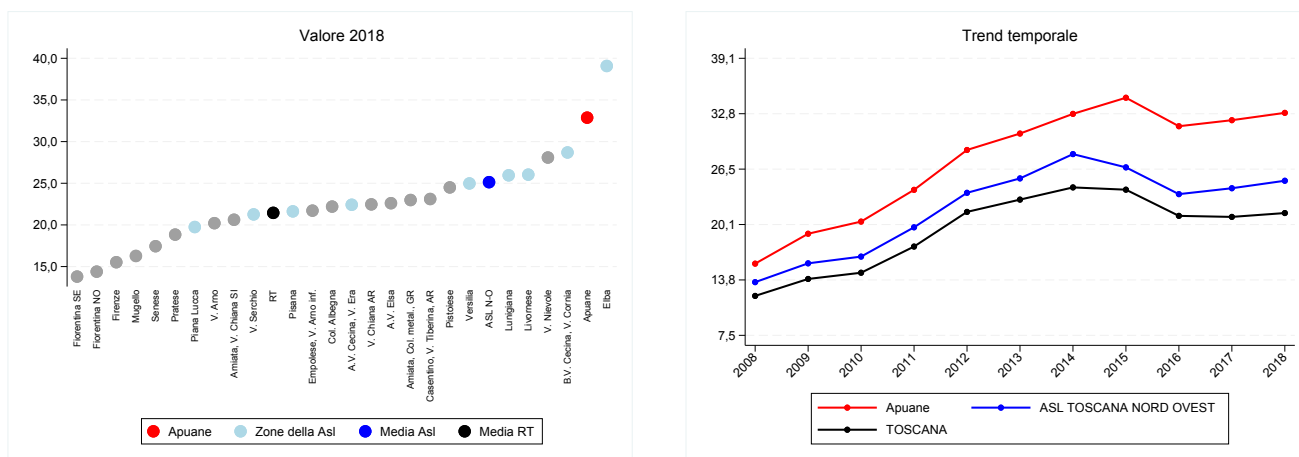 Valore 2018
40,0
35,0
30,0
25,0
20,0
15,0
Fiorentina SE
Fiorentina NO
Firenze
Mugello
Senese
Pratese
Piana Lucca
V. Arno
Amiata, V. Chiana SI
V. Serchio
RT
Pisana
Empolese, V. Arno inf.
Col. Albegna
A.V. Cecina, V. Era
V. Chiana AR
A.V. Elsa
Amiata, Col. metal., GR
Casentino, V. Tiberina, AR
Pistoiese
Versilia
ASL N-O
Lunigiana
Livornese
V. Nievole
B.V. Cecina, V. Cornia
Apuane
Elba
Apuane Zone della Asl Media Asl Media RT
Trend temporale
39,1
32,8
26,5
20,1
13,8
7,5
2008 2009 2010 2011 2012 2013 2014 2015 2016 2017 2018
Apuane ASL TOSCANA NORD OVEST
TOSCANA